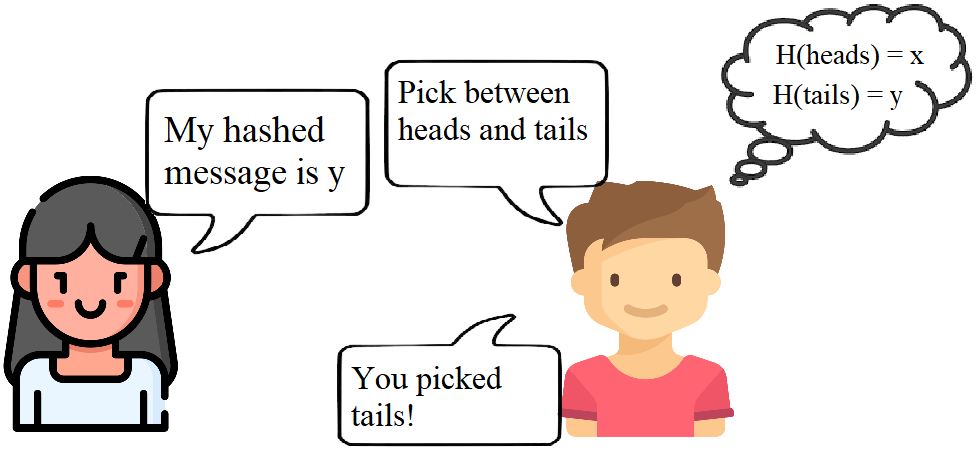 My hashed
message is y
Pick between
heads and tails
H(heads) = x
H(tails) = y
You picked
tails!